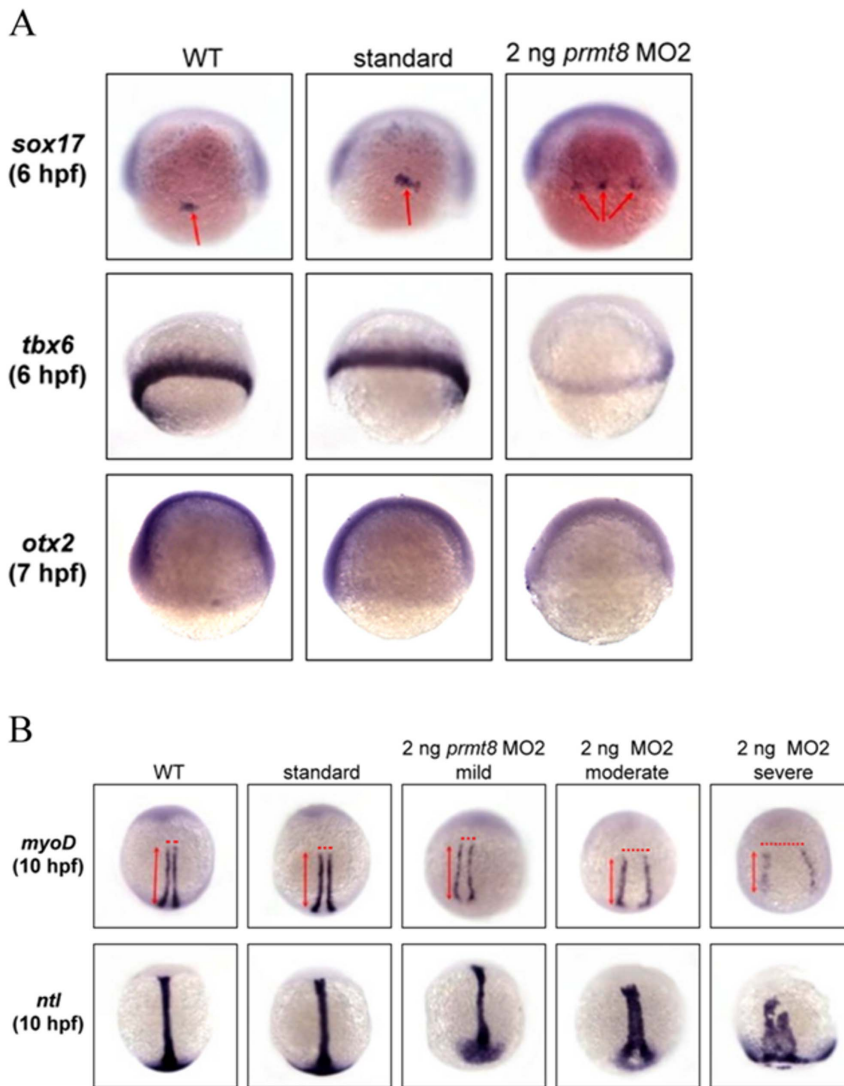 A
WT
standard
2 ng prmt8 MO2
sox17
(6 hpf)
tbx6
(6 hpf)
otx2
(7 hpf)
B
WT
standard
2 ng prmt8 MO2
mild
2 ng MO2
moderate
2 ng MO2
severe
myoD
(10 hpf)
ntl
(10 hpf)